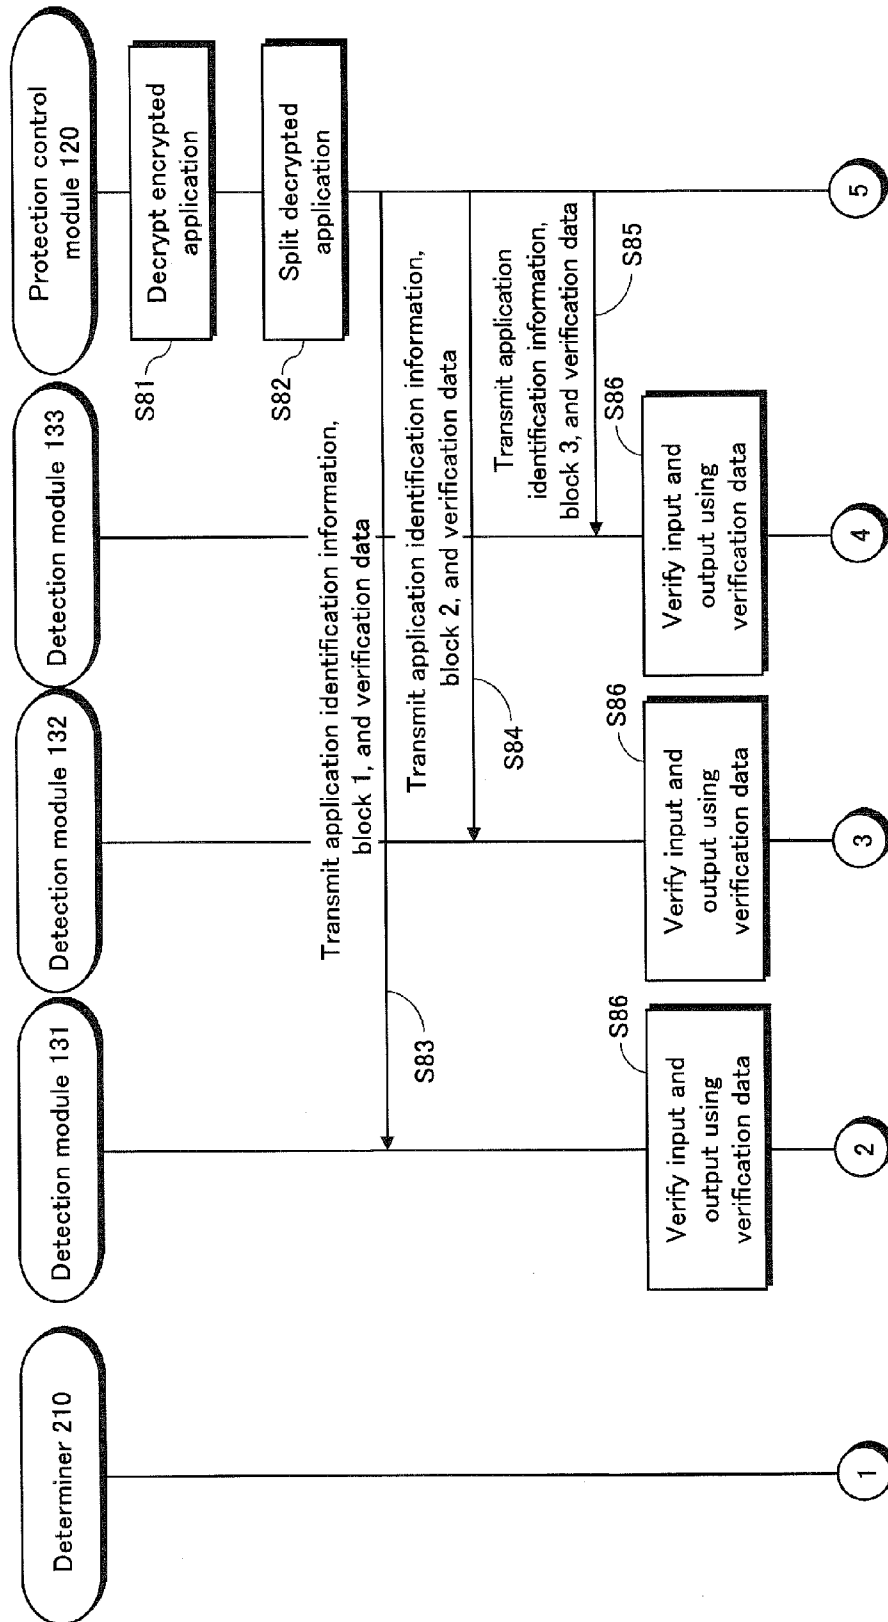 Determiner 210
Detection module 131
Detection module 132
Detection module 133
Protection control
module 120
S81
Decrypt encrypted
application
S82
Split decrypted
application
Transmit application identification information,
block 1, and verification data
S83
Transmit application identification information,
block 2, and verification data
S84
Transmit application
identification information,
block 3, and verification data
S85
S86
Verify input and
output using
verification data
S86
Verify input and
output using
verification data
S86
Verify input and
output using
verification data
1
2
3
4
5